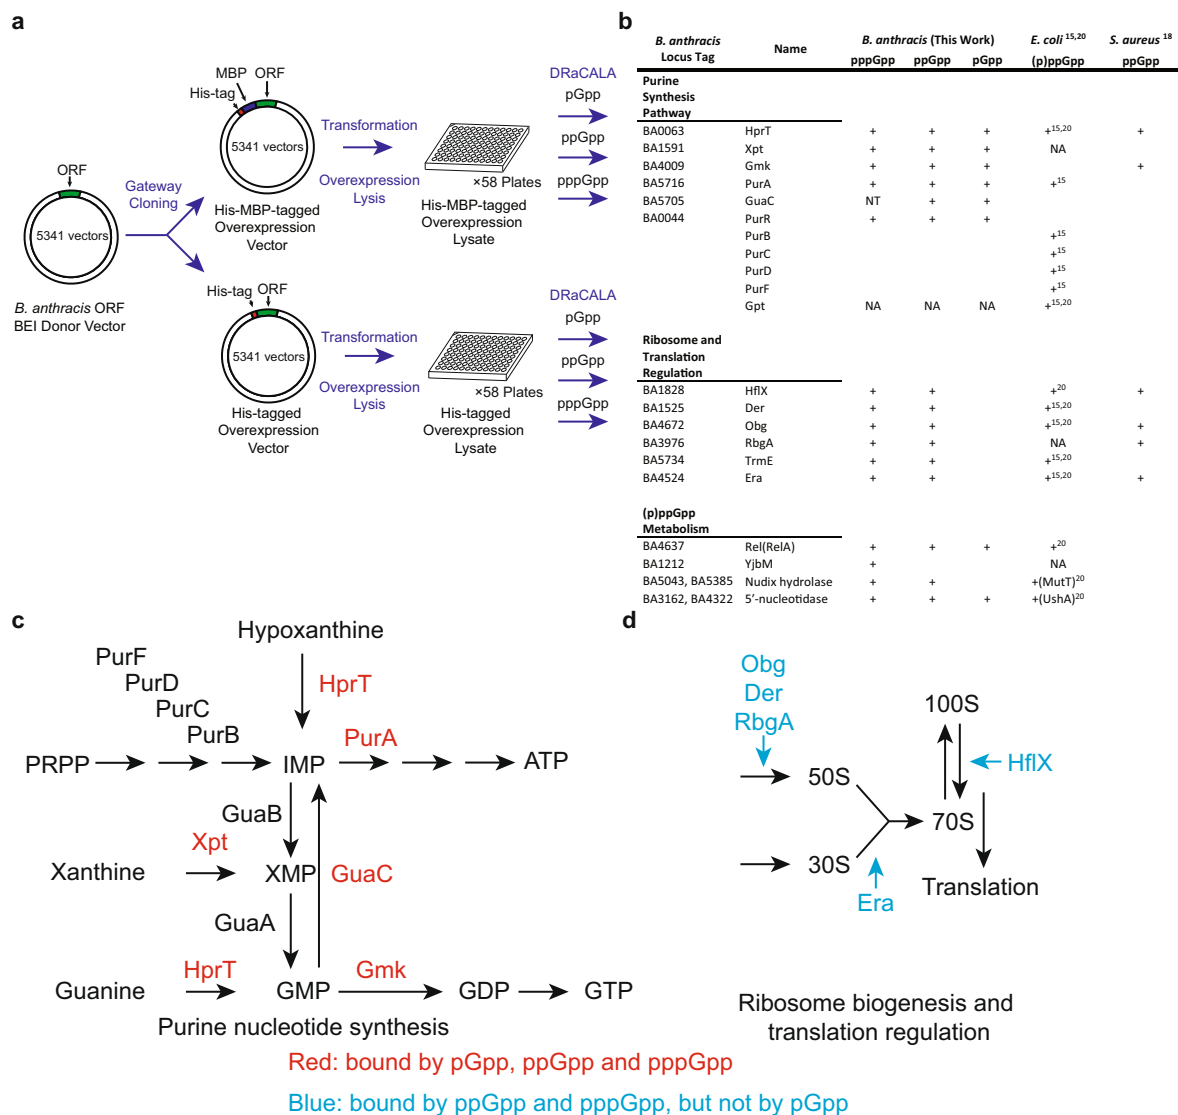 a
MBP ORF
His-tag
5341 vectors
His-MBP-tagged
Overexpression
Vector
Transformation
Overexpression
Lysis
×58 Plates
His-MBP-tagged
Overexpression
Lysate
DRaCALA
pGpp
ppGpp
pppGpp
ORF
5341 vectors
B. anthracis ORF
BEI Donor Vector
Gateway
Cloning
His-tag ORF
5341 vectors
His-tagged
Overexpression
Vector
Transformation
Overexpression
Lysis
×58 Plates
His-tagged
Overexpression
Lysate
DRaCALA
pGpp
ppGpp
pppGpp
b
B. anthracis Name B. anthracis (This Work) E. coli 15,20 S. aureus 18
Locus Tag pppGpp ppGpp pGpp (p)ppGpp ppGpp
Purine
Synthesis
Pathway
BA0063 HprT + + + +15,20 +
BA1591 Xpt + + + NA
BA4009 Gmk + + + +
BA5716 PurA + + + +15
BA5705 GuaC NT + +
BA0044 PurR + + +
PurB +15
PurC +15
PurD +15
PurF +15
Gpt NA NA NA +15,20
Ribosome and
Translation
Regulation
BA1828 HflX + + +20 +
BA1525 Der + + +15,20
BA4672 Obg + + +15,20 +
BA3976 RbgA + + NA +
BA5734 TrmE + + +15,20
BA4524 Era + + +15,20 +
(p)ppGpp
Metabolism
BA4637 Rel(RelA) + + + +20
BA1212 YjbM + NA
BA5043, BA5385 Nudix hydrolase + + +(MutT)20
BA3162, BA4322 5′-nucleotidase + + + +(UshA)20
c
Hypoxanthine
PurF
PurD
PurC
PurB
HprT
PurA
PRPP IMP ATP
GuaB
Xpt
Xanthine XMP GuaC
GuaA
HprT Gmk
Guanine GMP GDP GTP
Purine nucleotide synthesis
d
Obg
Der
RbgA
100S
HflX
50S
70S
30S
Era
Translation
Ribosome biogenesis and
translation regulation
Red: bound by pGpp, ppGpp and pppGpp
Blue: bound by ppGpp and pppGpp, but not by pGpp